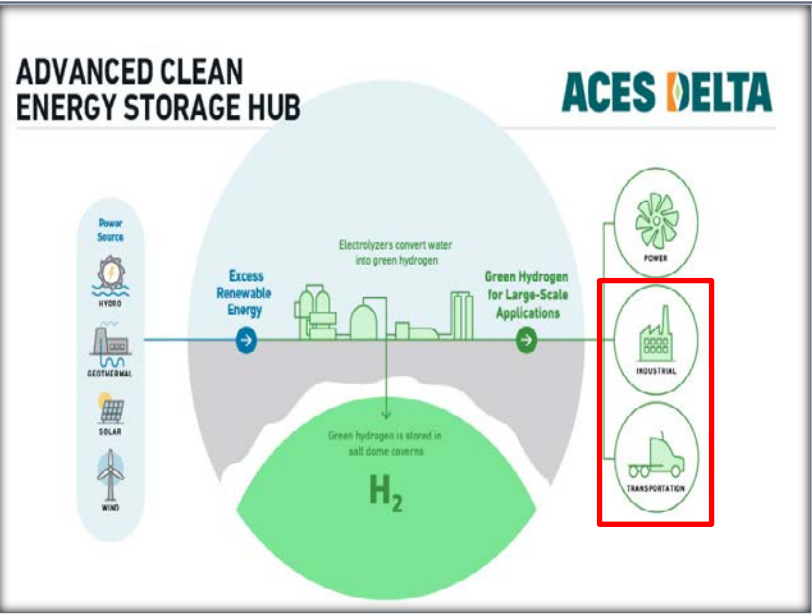 ADVANCED CLEAN
ENERGY STORAGE HUB
ACES DELTA
Power
Source
HYDRO
GEOTHERMAL
SOLAR
WIND
Excess
Renewable
Energy
Electrolyzers convert water
into green hydrogen
Green hydrogen is stored in
salt dome caverns
H₂
Green Hydrogen
for Large-Scale
Applications
POWER
INDUSTRIAL
TRANSPORTATION